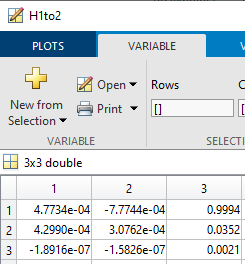 H1to2
PLOTS VARIABLE V
New from Selection Open Print Rows C
[] []
VARIABLE SELECTI
3x3 double
1 2 3
1 4.7734e-04 -7.7744e-04 0.9994
2 4.2990e-04 3.0762e-04 0.0352
3 -1.8916e-07 -1.5826e-07 0.0021